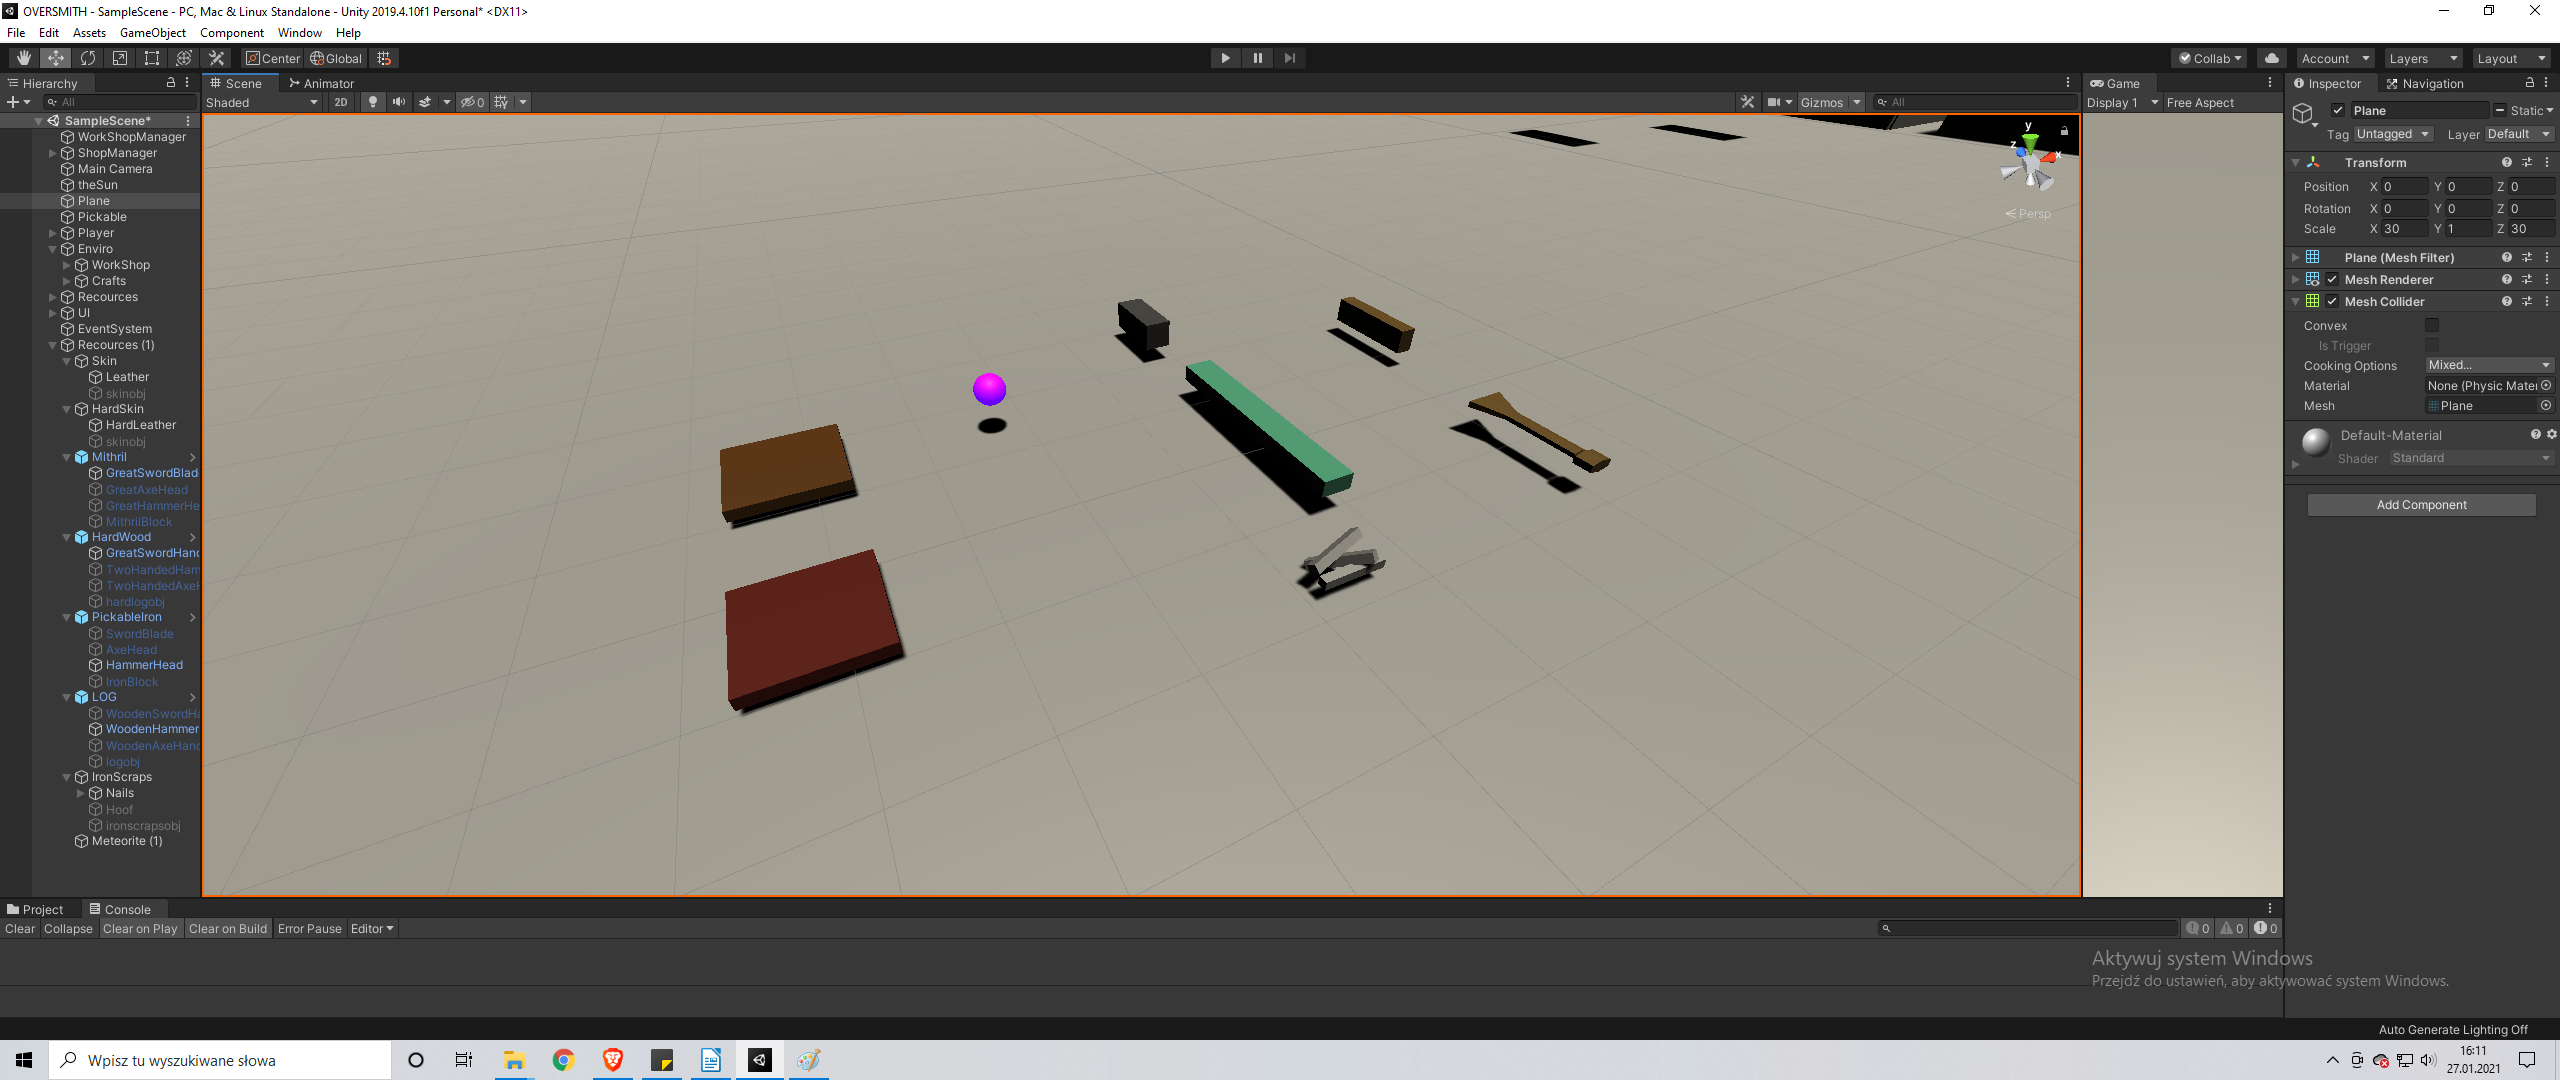 OVERSMITH - SampleScene - PC, Mac & Linux Standalone - Unity 2019.4.10f1 Personal* <DX11>
File Edit Assets GameObject Component Window Help
Center Global Collab Account Layers Layout
Hierarchy
All
SampleScene*
WorkShopManager
ShopManager
Main Camera
theSun
Plane
Pickable
Player
Enviro
WorkShop
Crafts
Recources
UI
EventSystem
Recources (1)
Skin
Leather
skinobj
HardSkin
HardLeather
skinobj
Mithril
GreatSwordBlad
GreatAxeHead
GreatHammerHe
MithrilBlock
HardWood
GreatSwordHand
TwoHandedHam
TwoHandedAxeH
hardlogobj
PickableIron
SwordBlade
AxeHead
HammerHead
IronBlock
LOG
WoodenSwordHa
WoodenHammer
WoodenAxeHand
logobj
IronScraps
Nails
Hoof
ironscrapsobj
Meteorite (1)
Scene Animator
Shaded 2D 0 Gizmos All
y
z x
Persp
Game
Display 1 Free Aspect
Inspector Navigation
Plane Static
Tag Untagged Layer Default
Transform
Position X 0 Y 0 Z 0
Rotation X 0 Y 0 Z 0
Scale X 30 Y 1 Z 30
Plane (Mesh Filter)
Mesh Renderer
Mesh Collider
Convex
Is Trigger
Cooking Options Mixed...
Material None (Physic Mater
Mesh Plane
Default-Material
Shader Standard
Add Component
Project Console
Clear Collapse Clear on Play Clear on Build Error Pause Editor 0 0 0
Aktywuj system Windows
Przejdź do ustawień, aby aktywować system Windows.
Auto Generate Lighting Off
Wpisz tu wyszukiwane słowa
16:11
27.01.2021